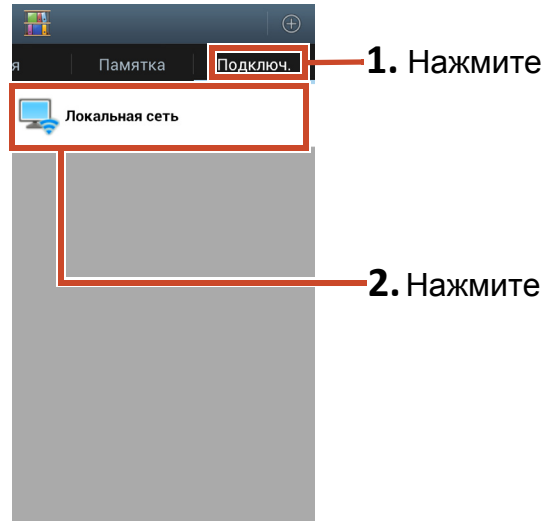 я Памятка Подключ.
1. Нажмите
Локальная сеть
2. Нажмите